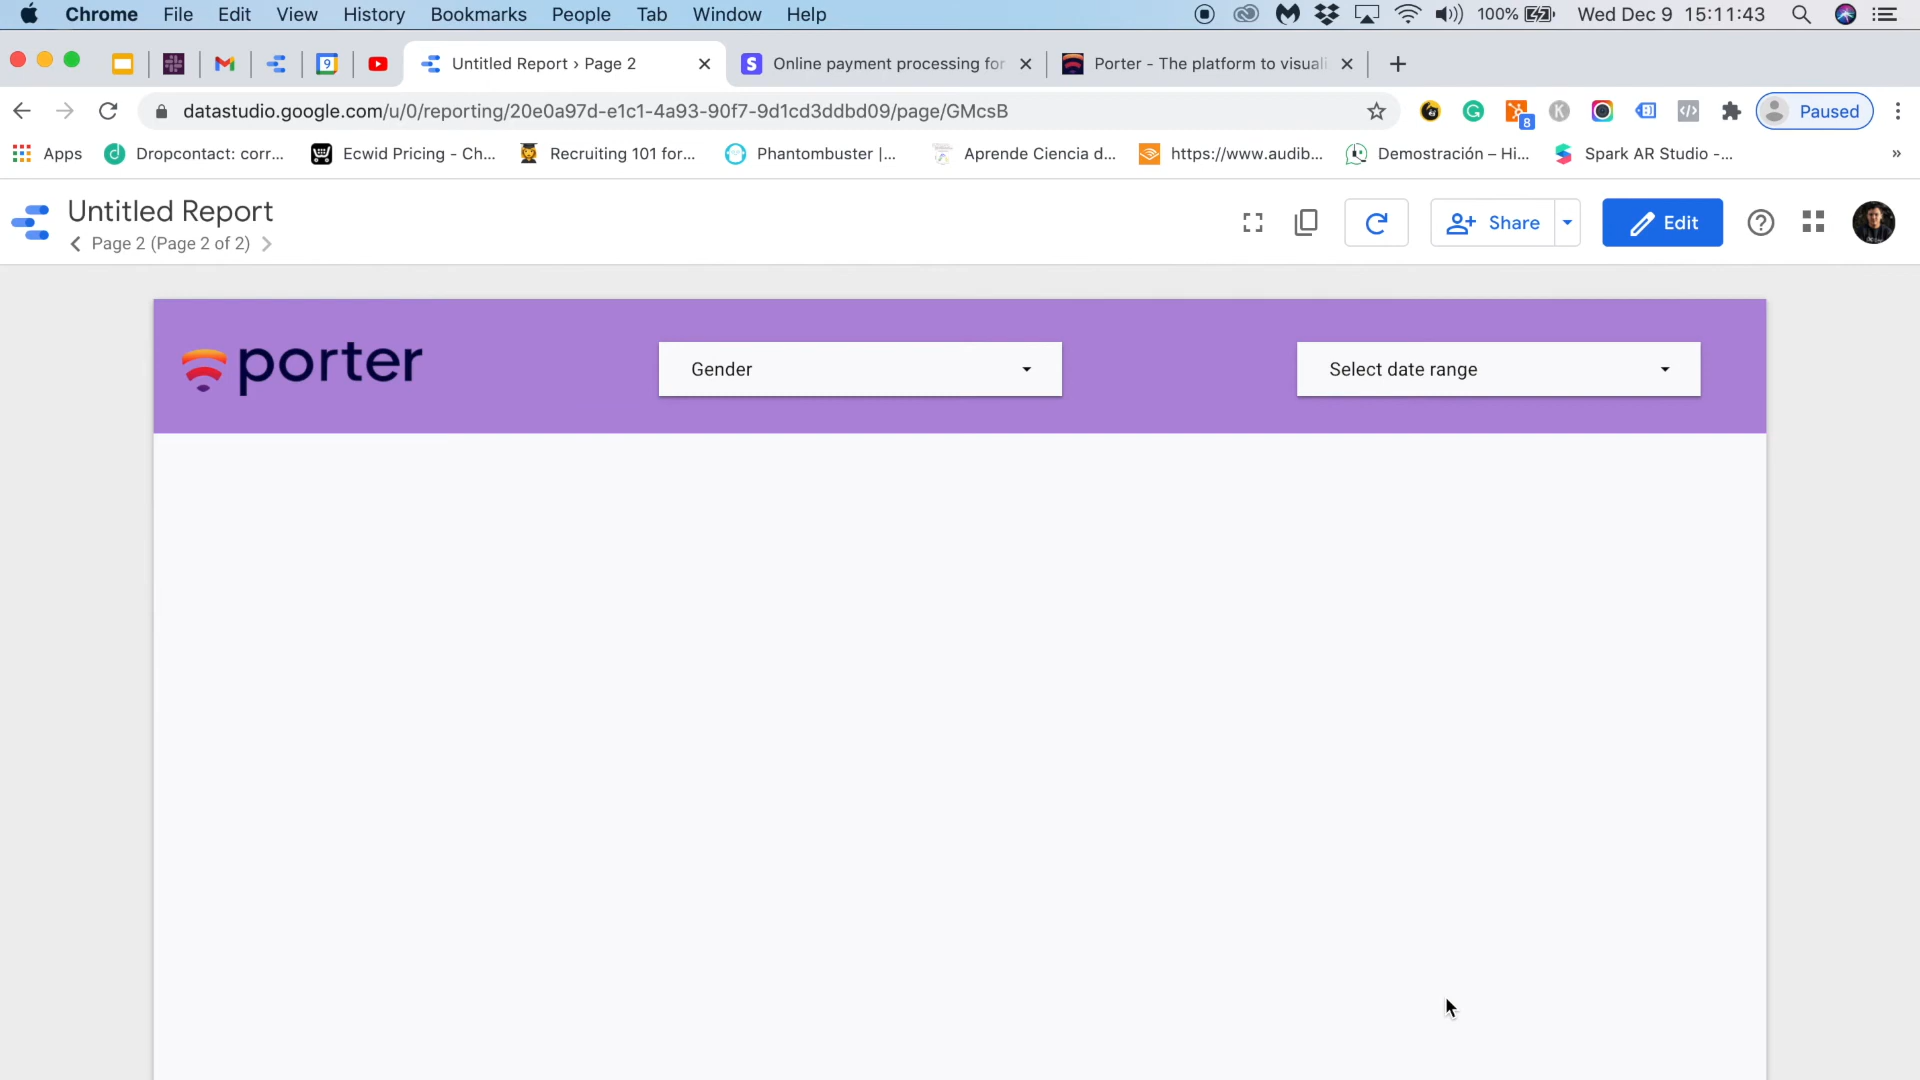 Chrome File Edit View History Bookmarks People Tab Window Help 100% Wed Dec 9 15:11:43
9 Untitled Report › Page 2 S Online payment processing for Porter - The platform to visuali
datastudio.google.com/u/0/reporting/20e0a97d-e1c1-4a93-90f7-9d1cd3ddbd09/page/GMcsB G 8 K Paused
Apps Dropcontact: corr... Ecwid Pricing - Ch... Recruiting 101 for... Phantombuster |... Aprende Ciencia d... https://www.audib... Demostración – Hi... Spark AR Studio -... »
Untitled Report
Page 2 (Page 2 of 2)
Share Edit
porter Gender Select date range